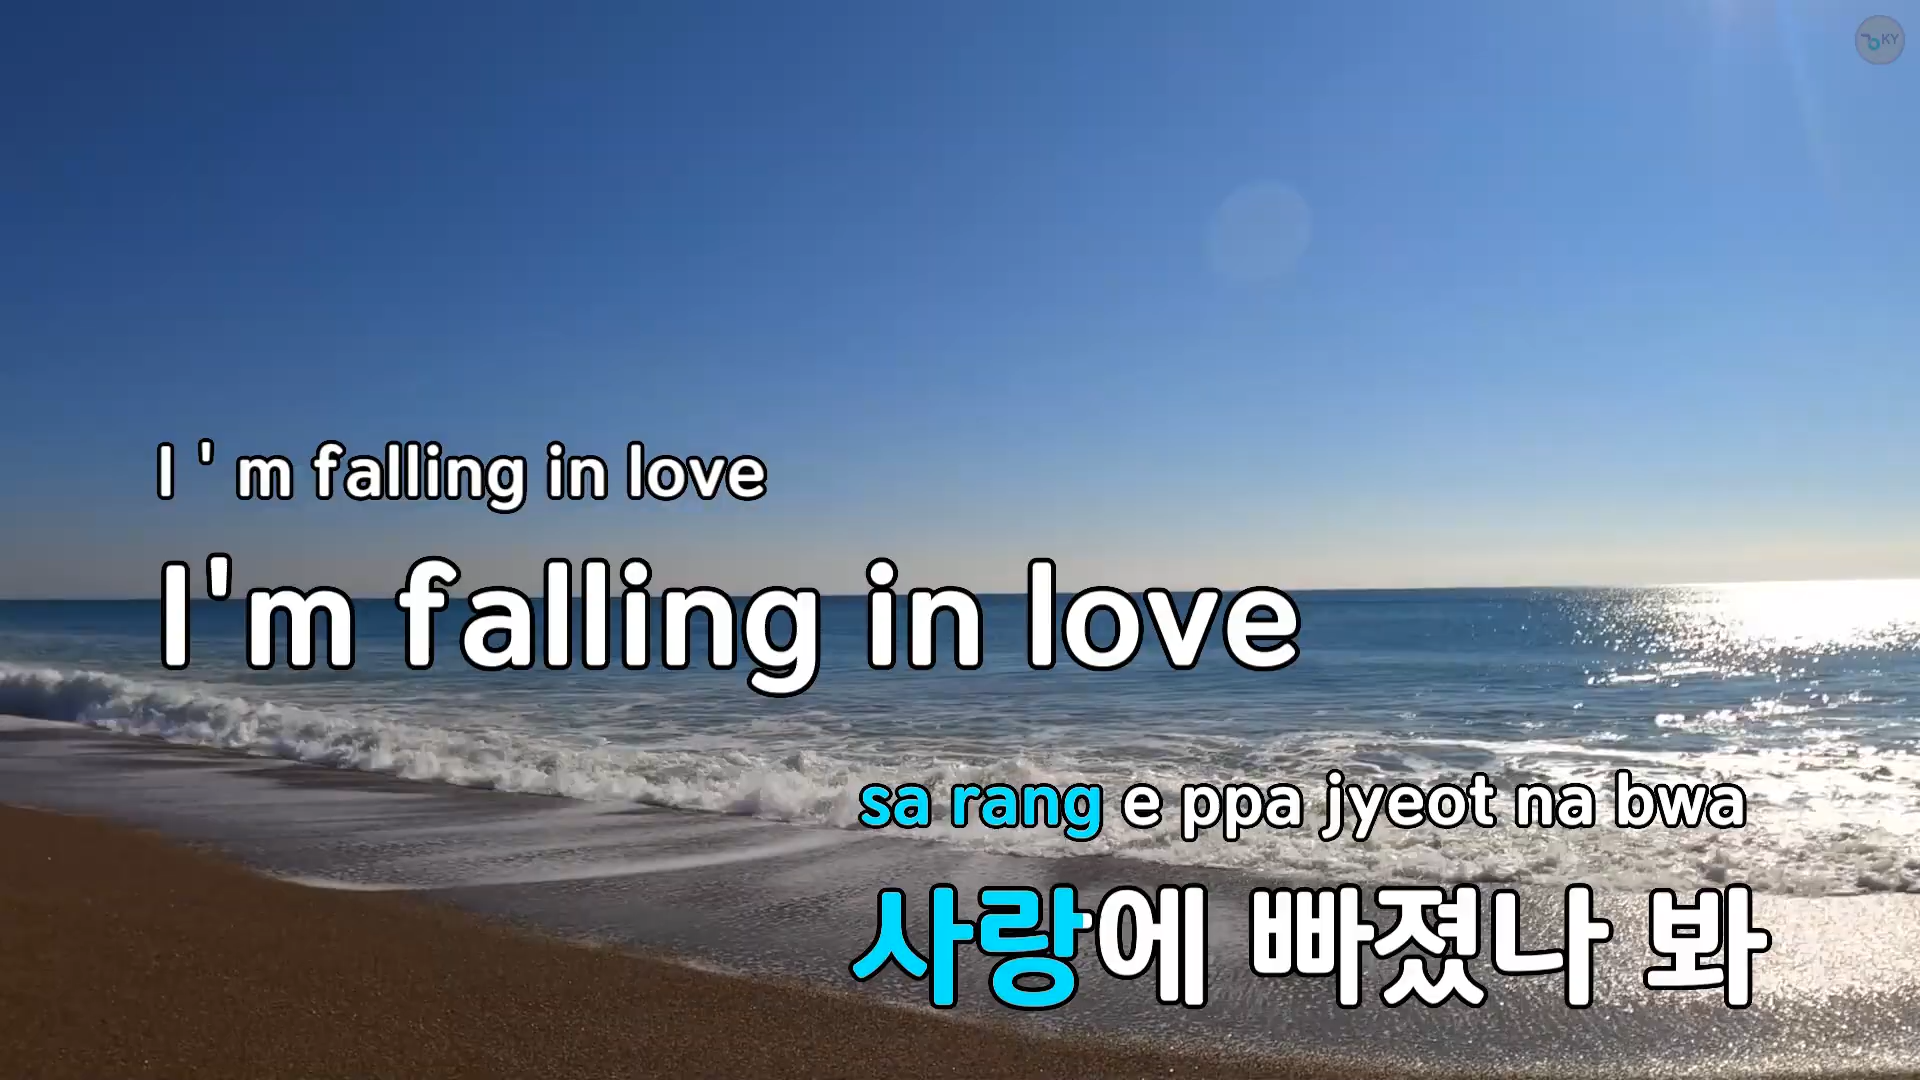 KY
I ' m falling in love
I'm falling in love
sa rang e ppa jyeot na bwa
사랑에 빠졌나 봐